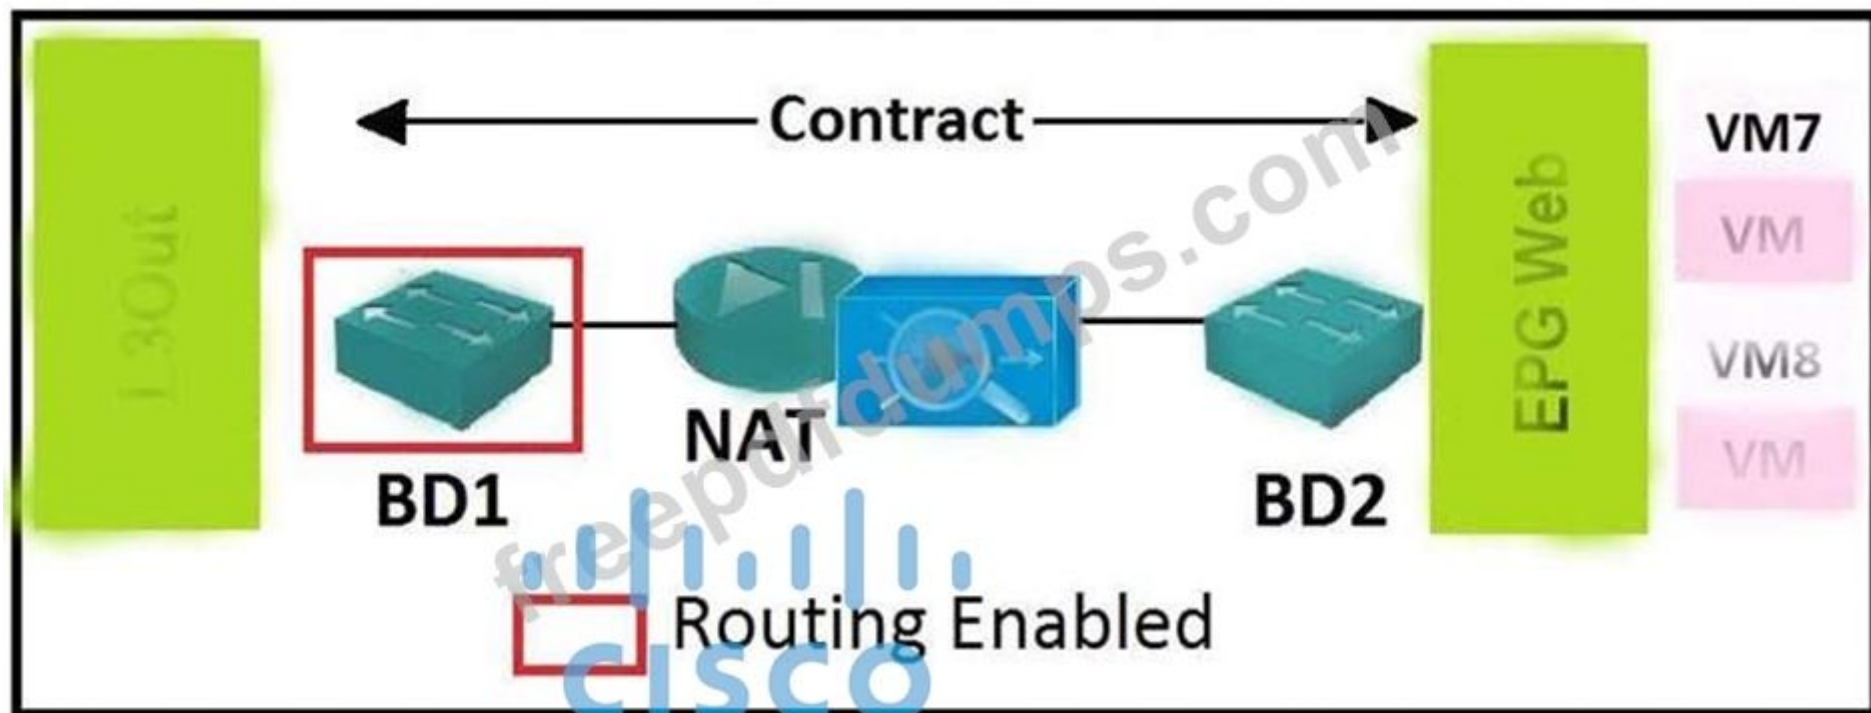 Contract
L3Out
EPG Web
VM7
VM
VM8
VM
NAT
BD1
BD2
freepdfdumps.com
Routing Enabled
CISCO